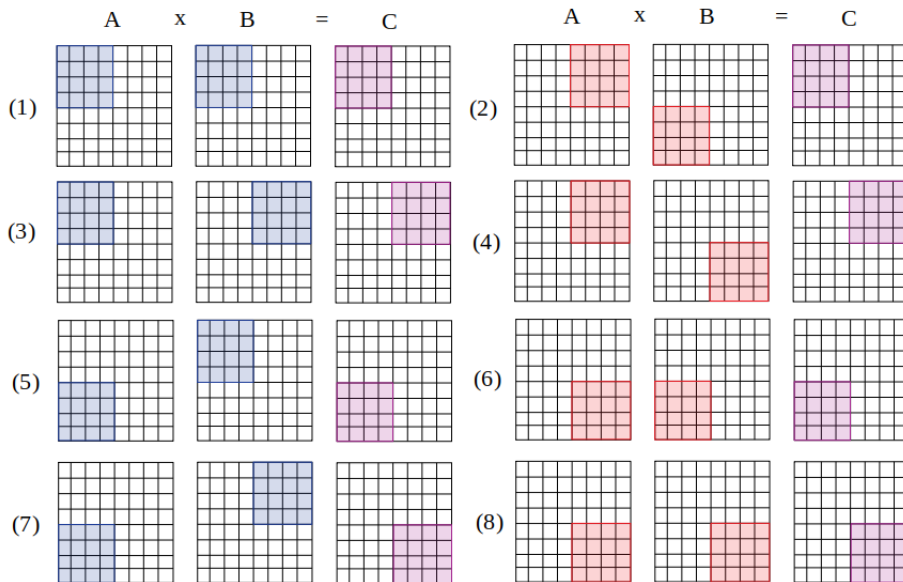 A x B = C A x B = C
(1) (2)
(3) (4)
(5) (6)
(7) (8)